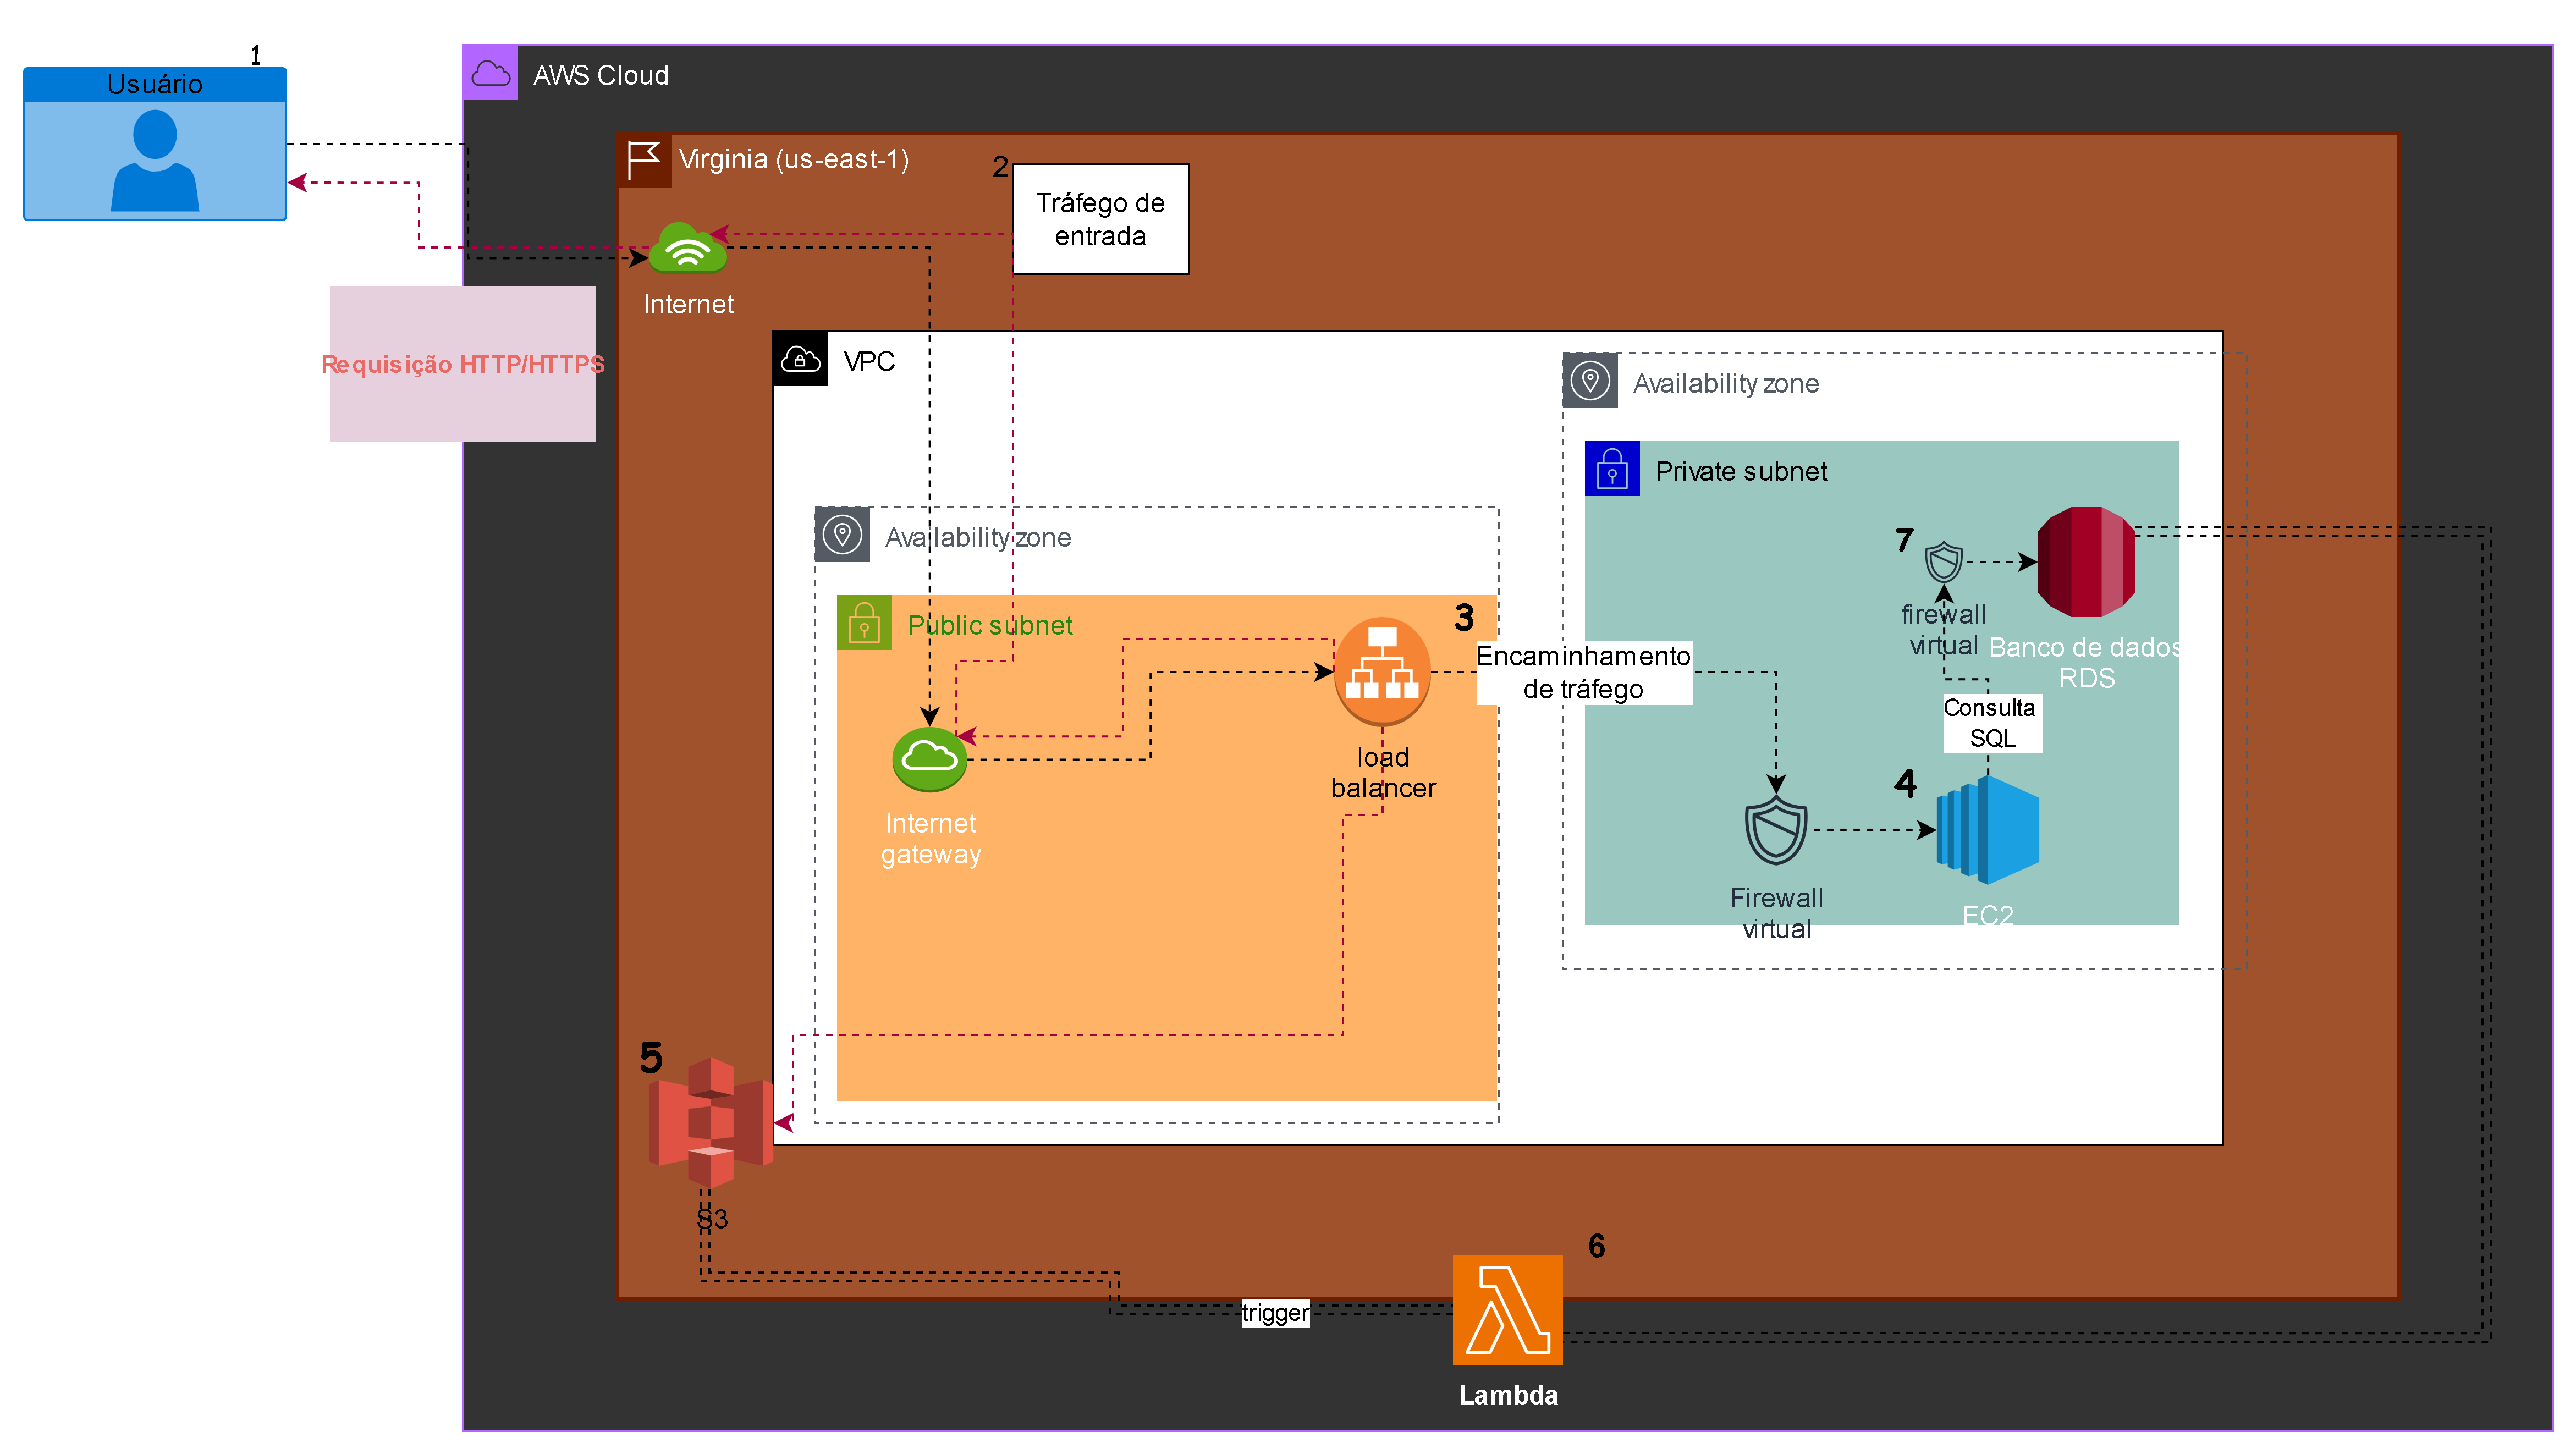 1
Usuário
AWS Cloud
Virginia (us-east-1)
2
Tráfego de
entrada
Internet
Requisição HTTP/HTTPS
VPC
Availability zone
Private subnet
Availability zone
7
firewall
virtual
Banco de dados
RDS
Public subnet
3
Encaminhamento
de tráfego
Consulta
SQL
load
balancer
4
Internet
gateway
Firewall
virtual
EC2
5
S3
6
trigger
Lambda